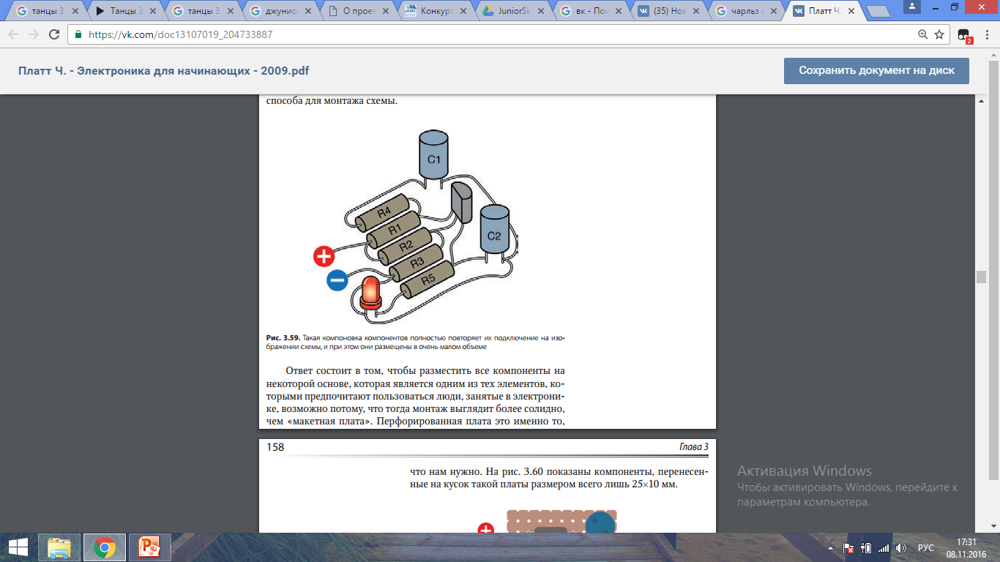 танцы З
Танцы З
танцы З
джуниор
О проек
Конкурс
JuniorSk
вк - Пои
(35) Нов
чарльз п
Платт Ч.
https://vk.com/doc13107019_204733887
2
Платт Ч. - Электроника для начинающих - 2009.pdf
Сохранить документ на диск
способа для монтажа схемы.
C1
R4
R1
R2
C2
R3
R5
Рис. 3.59. Такая компоновка компонентов полностью повторяет их подключение на изо-
бражении схемы, и при этом они размещены в очень малом объеме
Ответ состоит в том, чтобы разместить все компоненты на
некоторой основе, которая является одним из тех элементов, ко-
торыми предпочитают пользоваться люди, занятые в электрони-
ке, возможно потому, что тогда монтаж выглядит более солидно,
чем «макетная плата». Перфорированная плата это именно то,
158
Глава 3
что нам нужно. На рис. 3.60 показаны компоненты, перенесен-
ные на кусок такой платы размером всего лишь 25×10 мм.
Активация Windows
Чтобы активировать Windows, перейдите к
параметрам компьютера.
РУС
17:31
08.11.2016